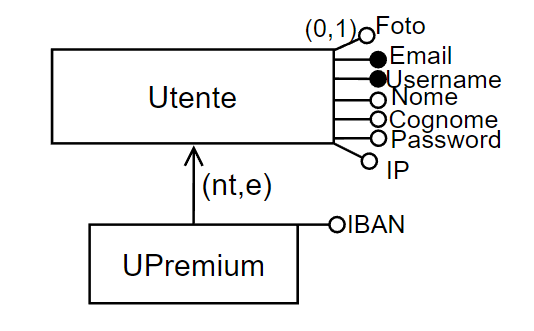 (0,1)
Foto
Email
Username
Nome
Cognome
Password
IP
Utente
(nt,e)
IBAN
UPremium